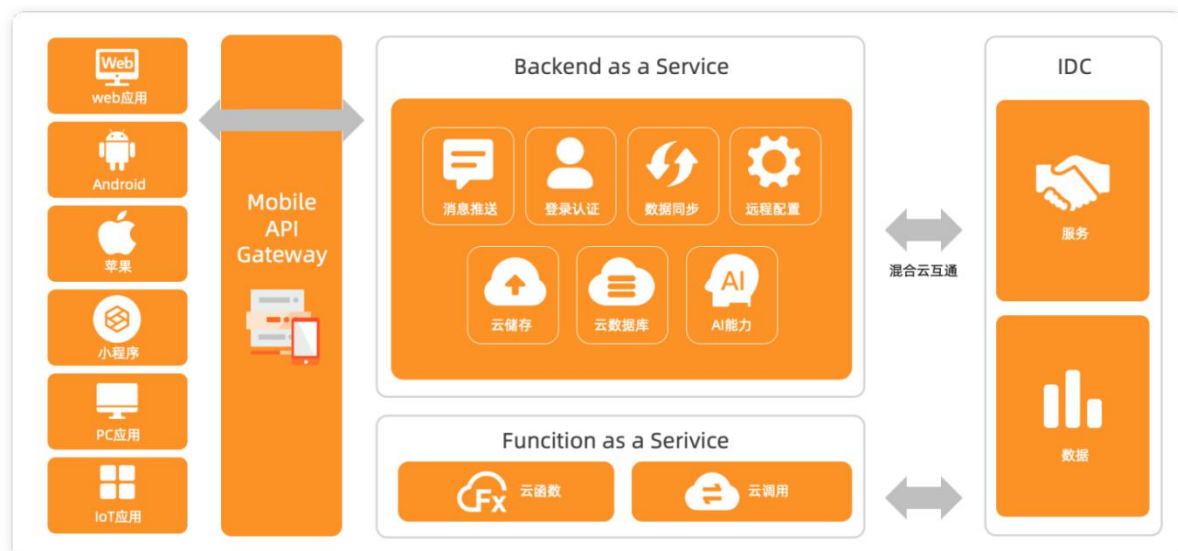 Web
web应用
Android
苹果
小程序
PC应用
IoT应用
Mobile
API
Gateway
Backend as a Service
消息推送
登录认证
数据同步
远程配置
云储存
云数据库
AI
AI能力
Funcition as a Serivice
Fx
云函数
云调用
混合云互通
IDC
服务
数据